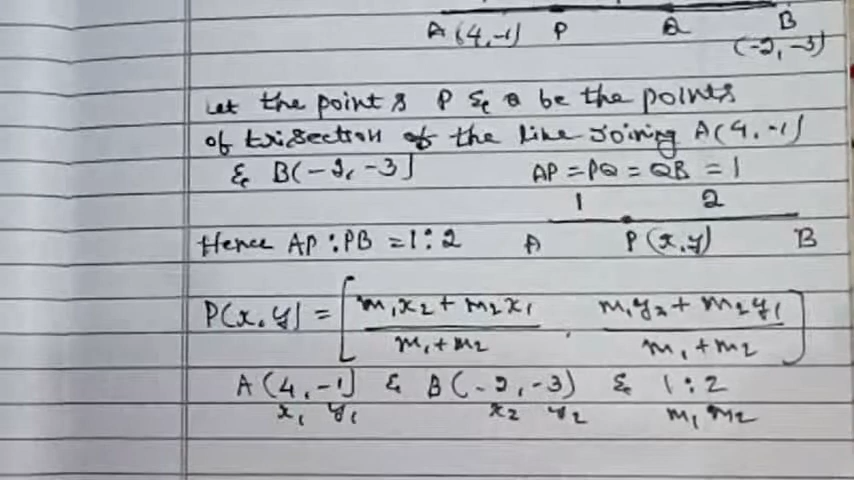 A (4,-1) P Q B
(-2, -3)
Let the point s P & Q be the points
of trisection of the line Joining A(4, -1)
& B(-2, -3) AP = PQ = QB = 1
1 2
Hence AP : PB = 1 : 2 A P (x, y) B
P(x, y) = [ m₁x₂ + m₂x₁ / m₁ + m₂ , m₁y₂ + m₂y₁ / m₁ + m₂ ]
A (4, -1) & B (-2, -3) & 1 : 2
x₁ y₁ x₂ y₂ m₁ m₂